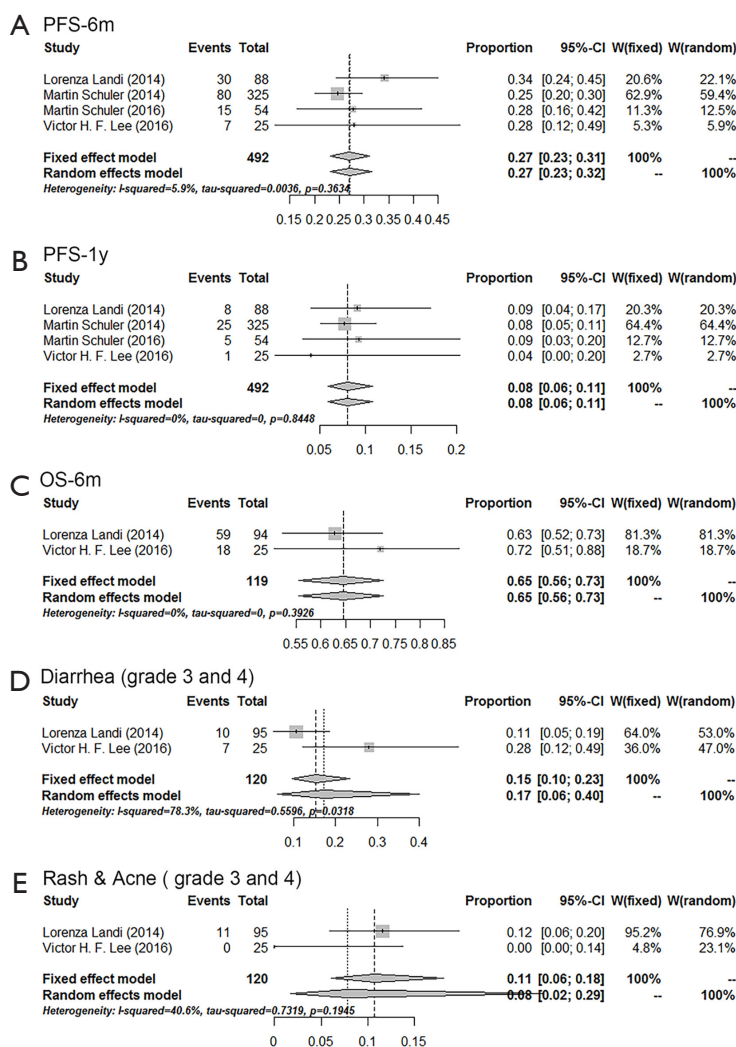 A PFS-6m
Study Events Total Proportion 95%-CI W(fixed) W(random)
Lorenza Landi (2014) 30 88 0.34 [0.24; 0.45] 20.6% 22.1%
Martin Schuler (2014) 80 325 0.25 [0.20; 0.30] 62.9% 59.4%
Martin Schuler (2016) 15 54 0.28 [0.16; 0.42] 11.3% 12.5%
Victor H. F. Lee (2016) 7 25 0.28 [0.12; 0.49] 5.3% 5.9%
Fixed effect model 492 0.27 [0.23; 0.31] 100% --
Random effects model 0.27 [0.23; 0.32] -- 100%
Heterogeneity: I-squared=5.9%, tau-squared=0.0036, p=0.3634
0.15 0.2 0.25 0.3 0.35 0.4 0.45
B PFS-1y
Study Events Total Proportion 95%-CI W(fixed) W(random)
Lorenza Landi (2014) 8 88 0.09 [0.04; 0.17] 20.3% 20.3%
Martin Schuler (2014) 25 325 0.08 [0.05; 0.11] 64.4% 64.4%
Martin Schuler (2016) 5 54 0.09 [0.03; 0.20] 12.7% 12.7%
Victor H. F. Lee (2016) 1 25 0.04 [0.00; 0.20] 2.7% 2.7%
Fixed effect model 492 0.08 [0.06; 0.11] 100% --
Random effects model 0.08 [0.06; 0.11] -- 100%
Heterogeneity: I-squared=0%, tau-squared=0, p=0.8448
0.05 0.1 0.15 0.2
C OS-6m
Study Events Total Proportion 95%-CI W(fixed) W(random)
Lorenza Landi (2014) 59 94 0.63 [0.52; 0.73] 81.3% 81.3%
Victor H. F. Lee (2016) 18 25 0.72 [0.51; 0.88] 18.7% 18.7%
Fixed effect model 119 0.65 [0.56; 0.73] 100% --
Random effects model 0.65 [0.56; 0.73] -- 100%
Heterogeneity: I-squared=0%, tau-squared=0, p=0.3926
0.55 0.6 0.65 0.7 0.75 0.8 0.85
D Diarrhea (grade 3 and 4)
Study Events Total Proportion 95%-CI W(fixed) W(random)
Lorenza Landi (2014) 10 95 0.11 [0.05; 0.19] 64.0% 53.0%
Victor H. F. Lee (2016) 7 25 0.28 [0.12; 0.49] 36.0% 47.0%
Fixed effect model 120 0.15 [0.10; 0.23] 100% --
Random effects model 0.17 [0.06; 0.40] -- 100%
Heterogeneity: I-squared=78.3%, tau-squared=0.5596, p=0.0318
0.1 0.2 0.3 0.4
E Rash & Acne ( grade 3 and 4)
Study Events Total Proportion 95%-CI W(fixed) W(random)
Lorenza Landi (2014) 11 95 0.12 [0.06; 0.20] 95.2% 76.9%
Victor H. F. Lee (2016) 0 25 0.00 [0.00; 0.14] 4.8% 23.1%
Fixed effect model 120 0.11 [0.06; 0.18] 100% --
Random effects model 0.08 [0.02; 0.29] -- 100%
Heterogeneity: I-squared=40.6%, tau-squared=0.7319, p=0.1945
0 0.05 0.1 0.15